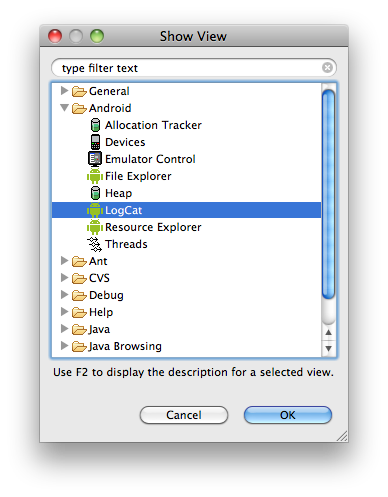 Show View
type filter text
General
Android
Allocation Tracker
Devices
Emulator Control
File Explorer
Heap
LogCat
Resource Explorer
Threads
Ant
CVS
Debug
Help
Java
Java Browsing
Use F2 to display the description for a selected view.
Cancel
OK